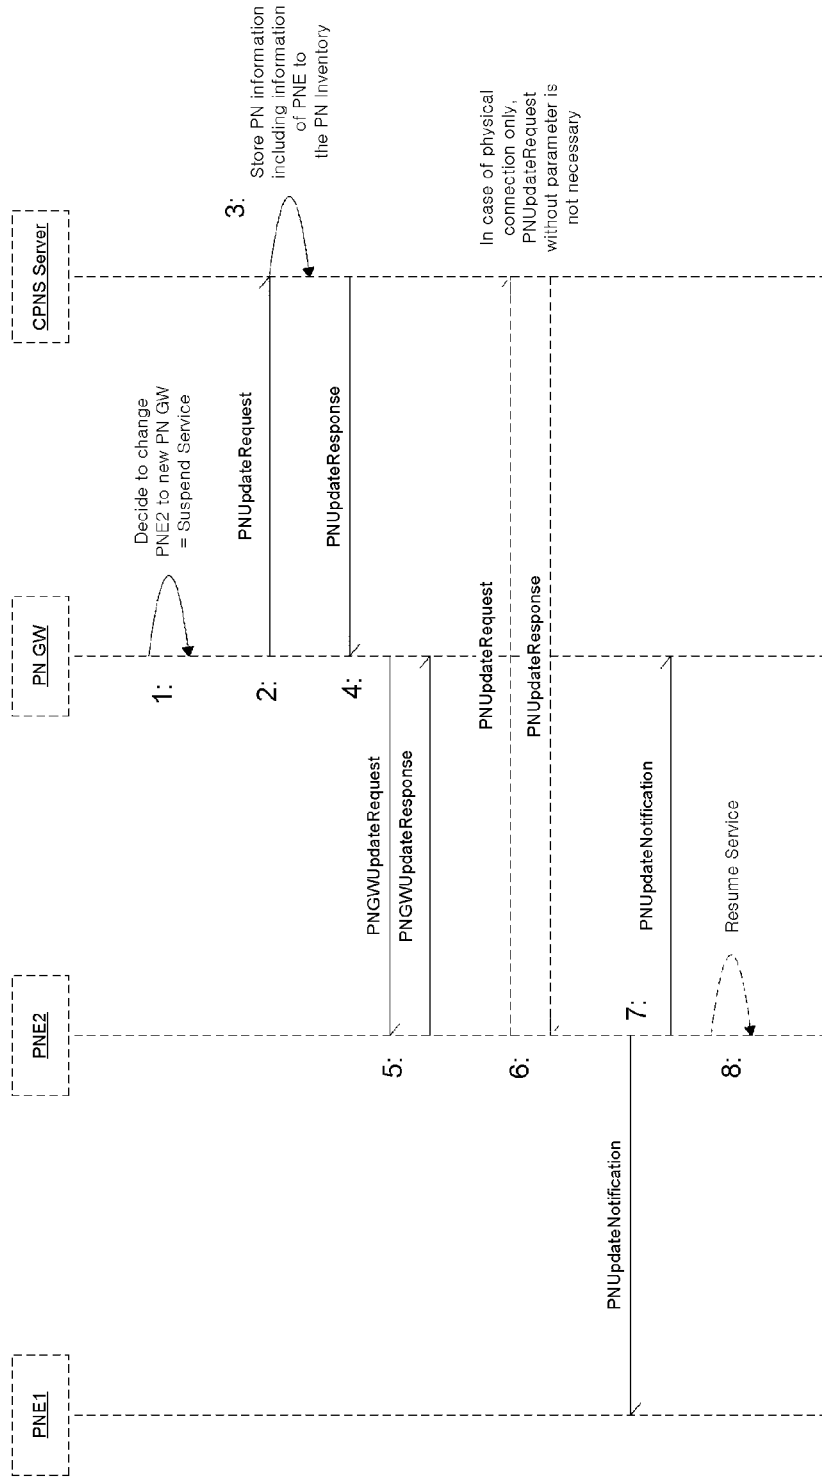 PNE1
PNE2
PN GW
CPNS Server
1:
Decide to change
PNE2 to new PN GW
= Suspend Service
2:
PNUpdateRequest
3:
Store PN information
including information
of PNE to
the PN Inventory
4:
PNUpdateResponse
5:
PNGWUpdateRequest
PNGWUpdateResponse
6:
PNUpdateRequest
PNUpdateResponse
In case of physical
connection only,
PNUpdateRequest
without parameter is
not necessary
7:
PNUpdateNotification
PNUpdateNotification
8:
Resume Service